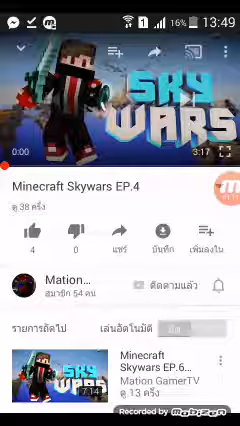 16% 13:49
SKY
WARS
0:00 3:17
Minecraft Skywars EP.4
ดู 38 ครั้ง
4 0 แชร์ บันทึก เพิ่มลงใน
Mation...
สมาชิก 54 คน
ติดตามแล้ว
รายการถัดไป เล่นอัตโนมัติ
7:14
Minecraft
Skywars EP.6...
Mation GamerTV
ดู 13 ครั้ง
Recorded by Mobizen